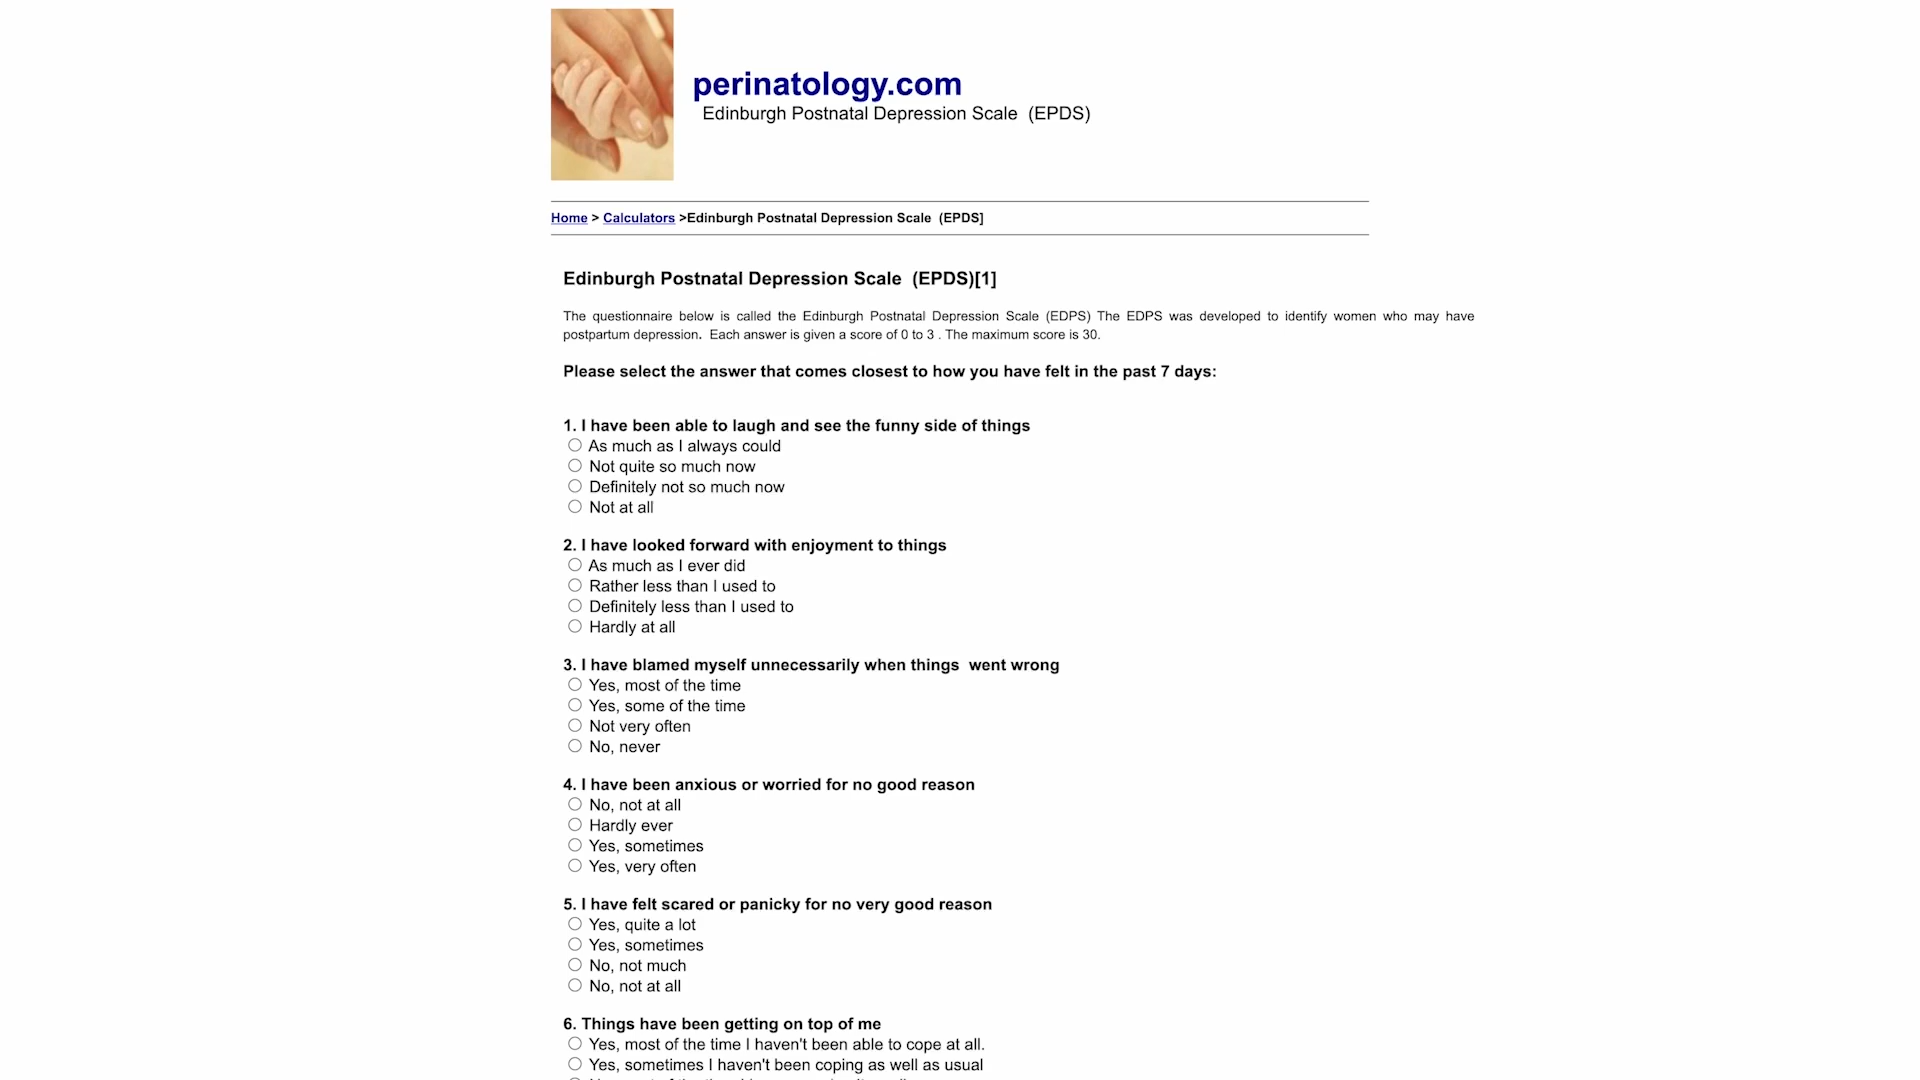 perinatology.com
Edinburgh Postnatal Depression Scale (EPDS)
Home > Calculators >Edinburgh Postnatal Depression Scale (EPDS]
Edinburgh Postnatal Depression Scale (EPDS)[1]
The questionnaire below is called the Edinburgh Postnatal Depression Scale (EDPS) The EDPS was developed to identify women who may have
postpartum depression. Each answer is given a score of 0 to 3 . The maximum score is 30.
Please select the answer that comes closest to how you have felt in the past 7 days:
1. I have been able to laugh and see the funny side of things
As much as I always could
Not quite so much now
Definitely not so much now
Not at all
2. I have looked forward with enjoyment to things
As much as I ever did
Rather less than I used to
Definitely less than I used to
Hardly at all
3. I have blamed myself unnecessarily when things went wrong
Yes, most of the time
Yes, some of the time
Not very often
No, never
4. I have been anxious or worried for no good reason
No, not at all
Hardly ever
Yes, sometimes
Yes, very often
5. I have felt scared or panicky for no very good reason
Yes, quite a lot
Yes, sometimes
No, not much
No, not at all
6. Things have been getting on top of me
Yes, most of the time I haven't been able to cope at all.
Yes, sometimes I haven't been coping as well as usual